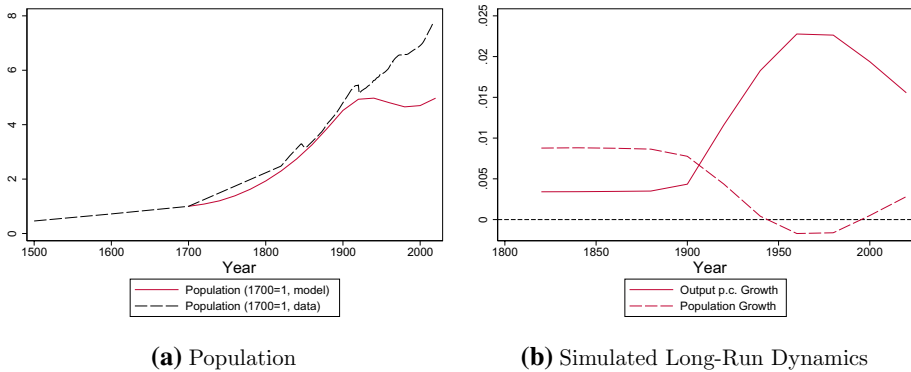 8
6
4
2
0
1500 1600 1700 1800 1900 2000
Year
Population (1700=1, model)
Population (1700=1, data)
(a) Population
.025
.02
.015
.01
.005
0
1800 1850 1900 1950 2000
Year
Output p.c. Growth
Population Growth
(b) Simulated Long-Run Dynamics